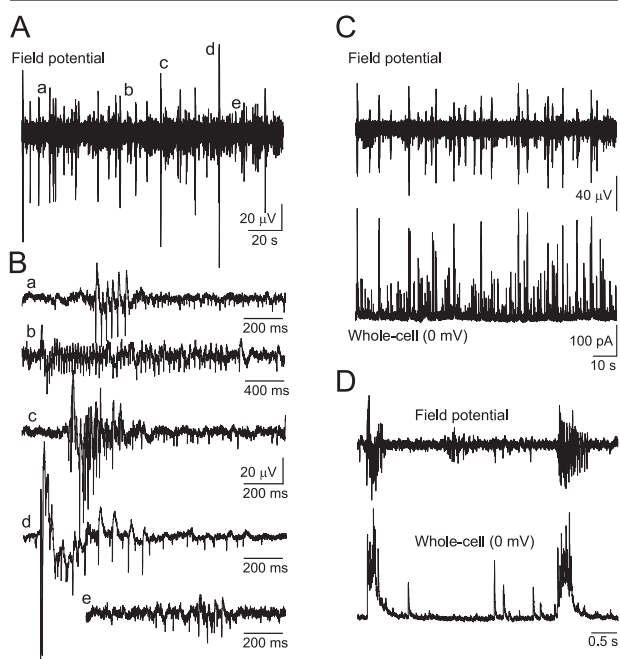 A
Field potential
a
b
c
d
e
20 μV
20 s
B
a
200 ms
b
400 ms
c
20 μV
200 ms
d
200 ms
e
200 ms
C
Field potential
40 μV
Whole-cell (0 mV)
100 pA
10 s
D
Field potential
Whole-cell (0 mV)
0.5 s